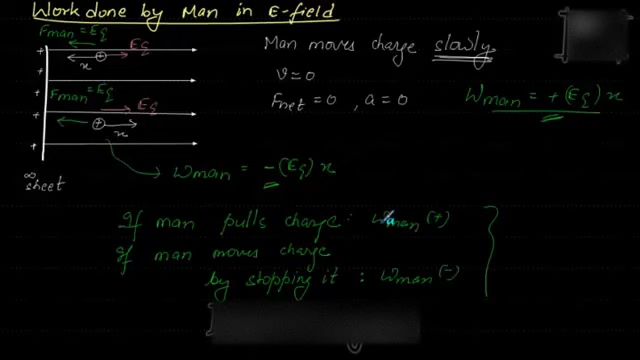 Work done by Man in E-field
Fman = Eq
Eq
x
Man moves charge slowly.
v=0
Fnet = 0 , a = 0
Wman = +(Eq)x
Fman = Eq
Eq
x
Wman = -(Eq)x
∞ sheet
If man pulls charge : Wman (+)
If man moves charge
by stopping it : Wman (-)